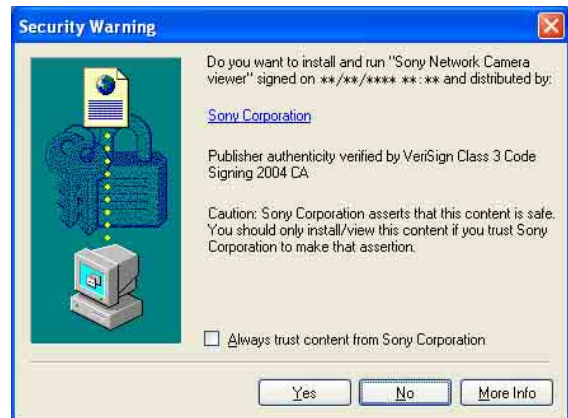 Security Warning
Do you want to install and run "Sony Network Camera
viewer" signed on **/**/**** **:** and distributed by:
Sony Corporation
Publisher authenticity verified by VeriSign Class 3 Code
Signing 2004 CA
Caution: Sony Corporation asserts that this content is safe.
You should only install/view this content if you trust Sony
Corporation to make that assertion.
Always trust content from Sony Corporation
Yes
No
More Info